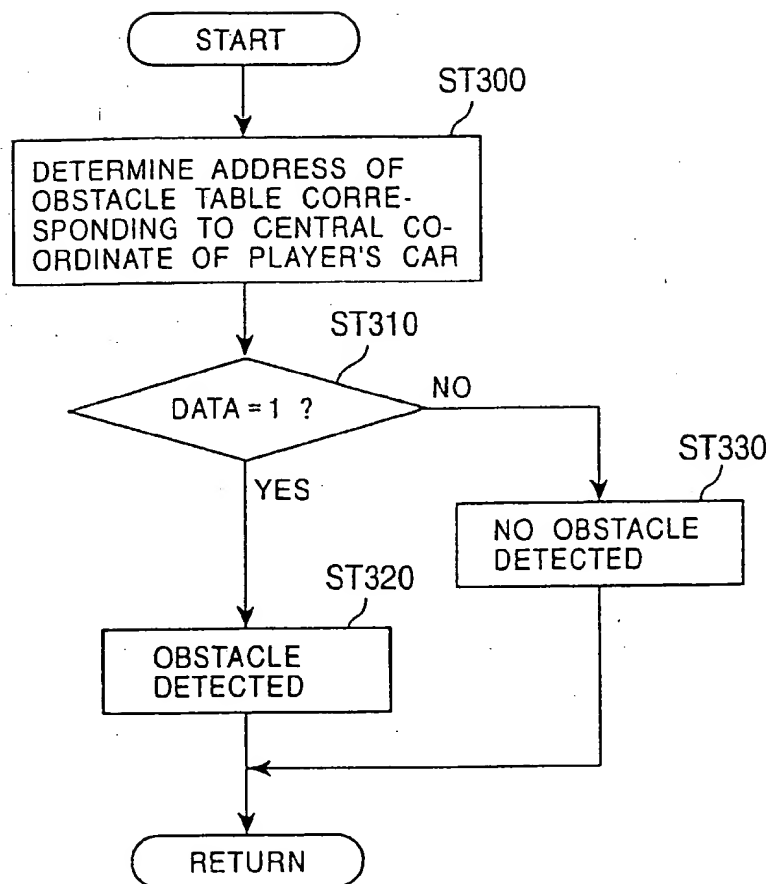 START
ST300
DETERMINE ADDRESS OF
OBSTACLE TABLE CORRE-
SPONDING TO CENTRAL CO-
ORDINATE OF PLAYER'S CAR
ST310
DATA = 1 ?
NO
YES
ST330
NO OBSTACLE
DETECTED
ST320
OBSTACLE
DETECTED
RETURN